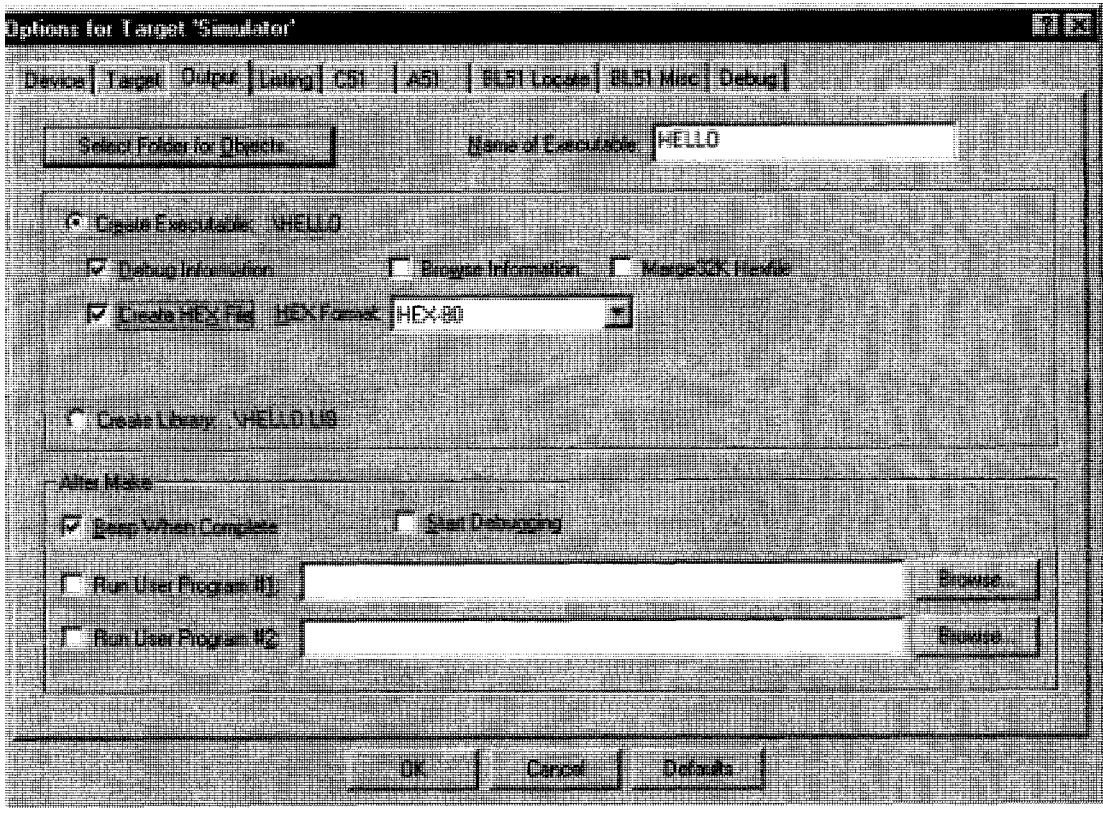 Options for Target 'Simulator'
Device Target Output Listing C51 A51 BL51 Locate BL51 Misc Debug
Select Folder for Objects... Name of Executable: HELLO
Create Executable: .\HELLO
Debug Information Browse Information Merge32K Hexfile
Create HEX File HEX Format: HEX-80
Create Library: .\HELLO.LIB
After Make
Beep When Complete Start Debugging
Run User Program #1: Browse...
Run User Program #2: Browse...
OK Cancel Defaults